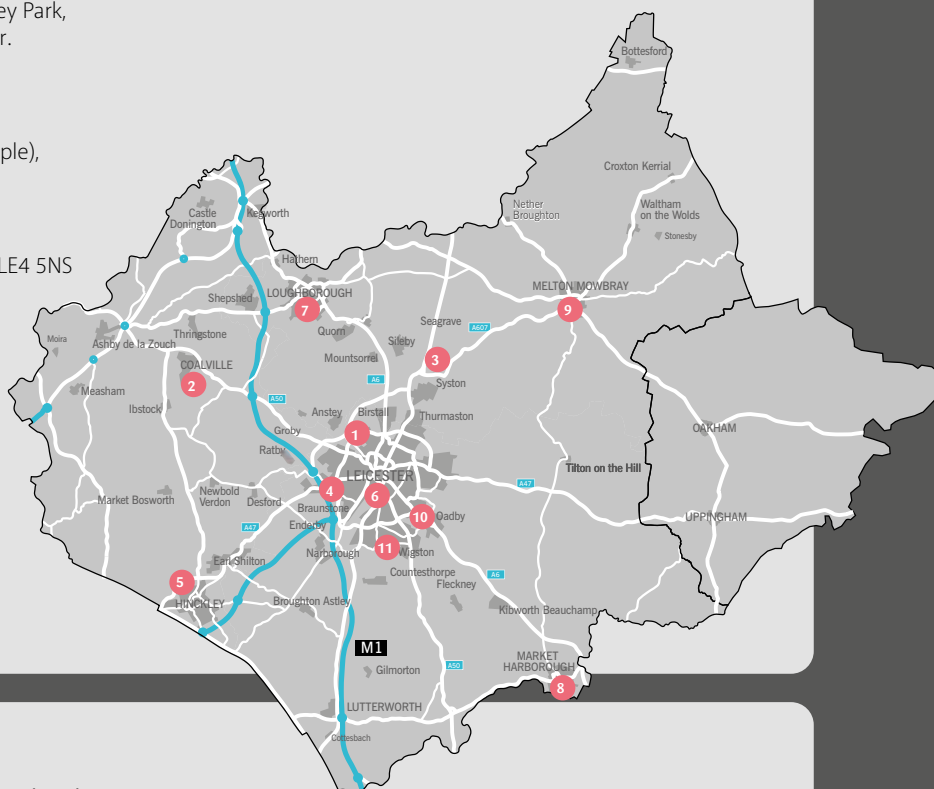 ey Park,
r.
ple),
LE4 5NS
Bottesford
Croxton Kerrial
Nether
Broughton
Waltham
on the Wolds
Stonesby
Castle
Donington
Kegworth
Hathern
Shepshed
LOUGHBOROUGH
7
MELTON MOWBRAY
9
Moira
Ashby de la Zouch
Thringstone
Quorn
Seagrave
A607
Sileby
Mountsorrel
3
COALVILLE
2
A6
Syston
Measham
Ibstock
A50
Anstey
Birstall
Thurmaston
Groby
1
OAKHAM
Ratby
LEICESTER
Tilton on the Hill
4
6
A47
Market Bosworth
Newbold
Verdon
Desford
Braunstone
10
Oadby
UPPINGHAM
A47
Enderby
Narborough
11
Wigston
Earl Shilton
Countesthorpe
A6
5
HINCKLEY
Fleckney
Broughton Astley
Kibworth Beauchamp
M1
Gilmorton
A50
MARKET
HARBOROUGH
8
LUTTERWORTH
Cottesbach